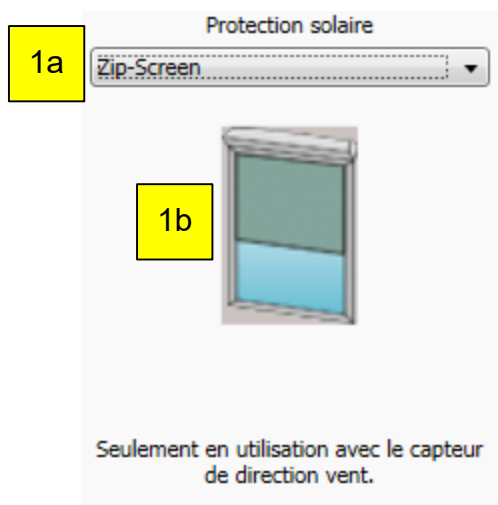 Protection solaire
1a
Zip-Screen
1b
Seulement en utilisation avec le capteur
de direction vent.